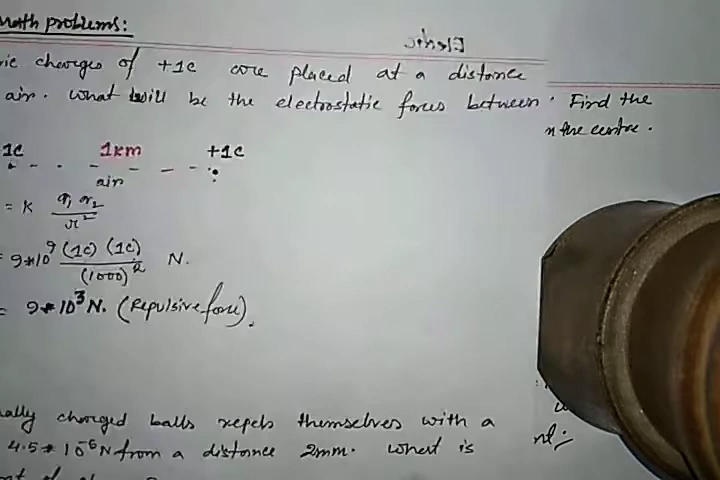 Math problems:
ric charges of +1c are placed at a distance
air. What will be the electrostatic forces between
Find the
n the centre.
1C 1km +1C
air
= K q1 q2 / r²
= 9*10⁹ (1c) (1c) / (1000)² N.
= 9*10³ N. (Repulsive force).
ually charged balls repels themselves with a
4.5 * 10⁻⁶ N from a distance 2mm. What is